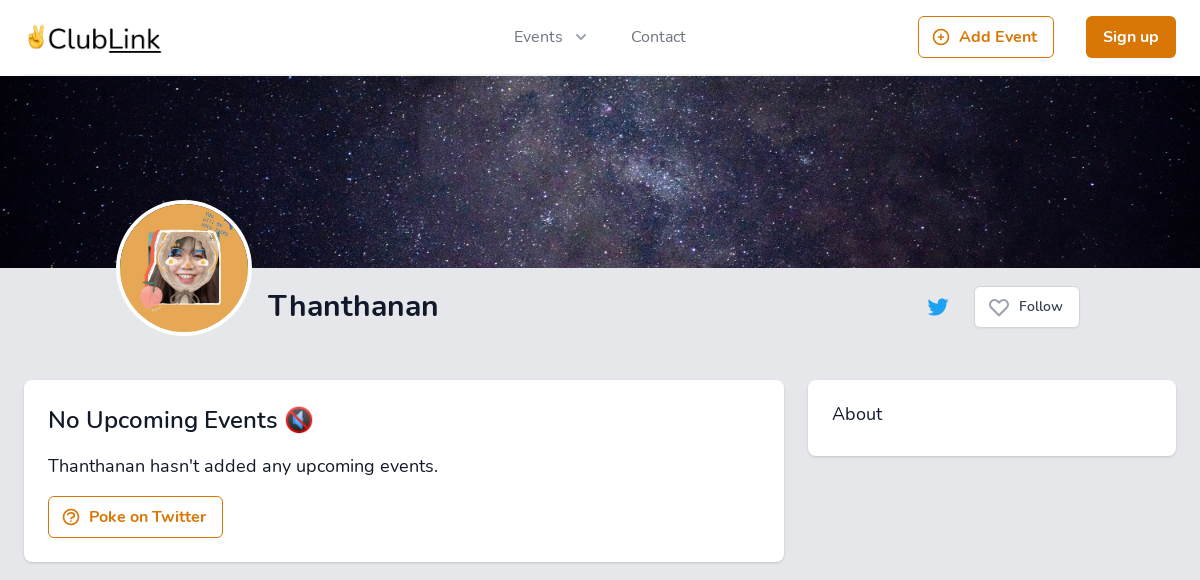 ✌️ClubLink
Events
Contact
Add Event
Sign up
Thanthanan
Follow
No Upcoming Events 🔇
Thanthanan hasn't added any upcoming events.
Poke on Twitter
About